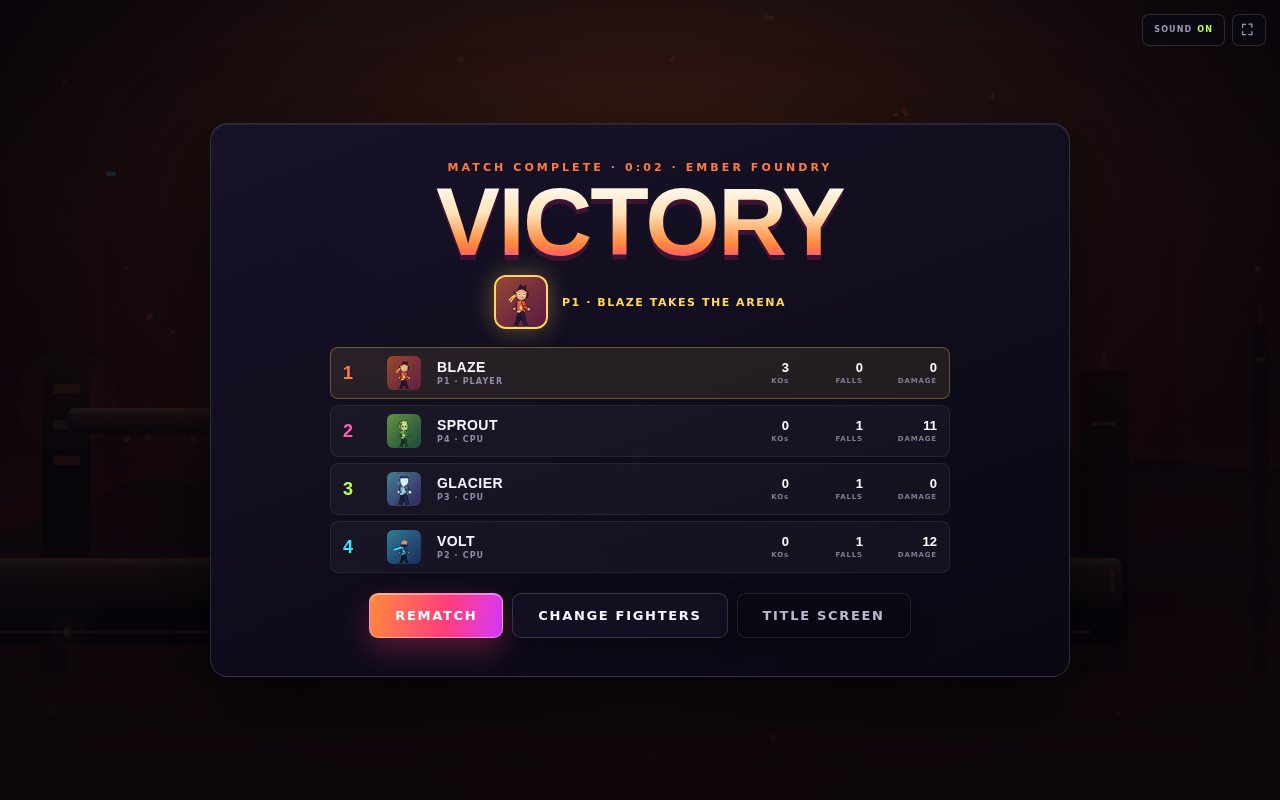 SOUND ON
MATCH COMPLETE · 0:02 · EMBER FOUNDRY
VICTORY
P1 · BLAZE TAKES THE ARENA
1 BLAZE 3 0 0
P1 · PLAYER KOs FALLS DAMAGE
2 SPROUT 0 1 11
P4 · CPU KOs FALLS DAMAGE
3 GLACIER 0 1 0
P3 · CPU KOs FALLS DAMAGE
4 VOLT 0 1 12
P2 · CPU KOs FALLS DAMAGE
REMATCH CHANGE FIGHTERS TITLE SCREEN